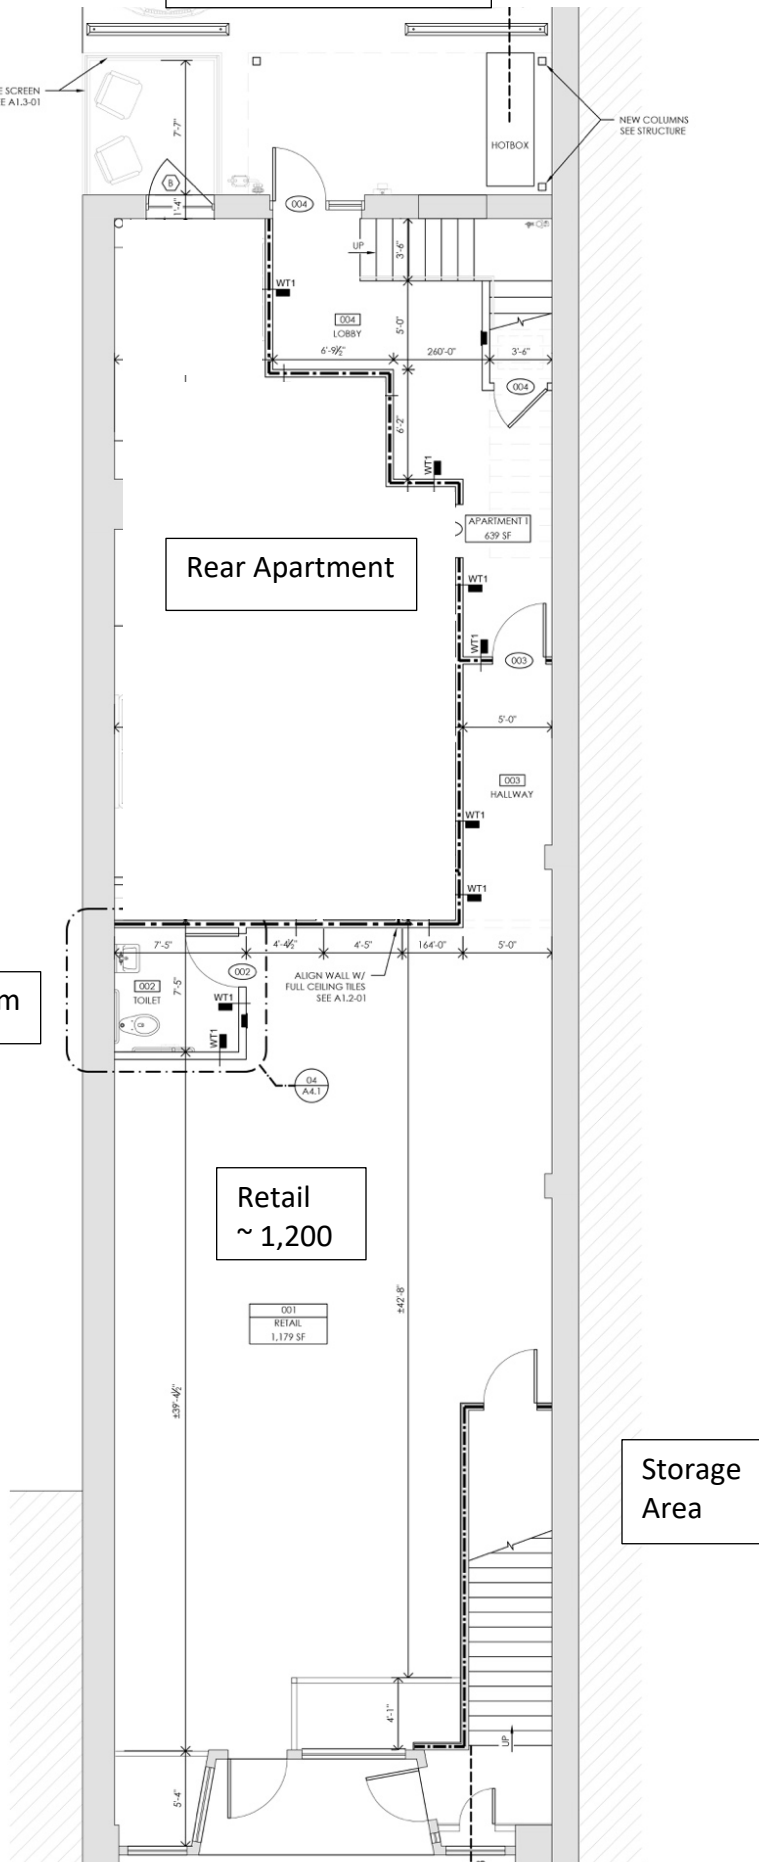 E SCREEN
E A1.3-01
7'-7"
HOTBOX
NEW COLUMNS
SEE STRUCTURE
B
1'-4"
004
UP
3'-6"
WT1
004
LOBBY
5'-0"
6'-9½"
260'-0"
3'-6"
004
6'-2"
WT1
APARTMENT 1
639 SF
Rear Apartment
WT1
WT1
003
5'-0"
003
HALLWAY
WT1
WT1
7'-5"
4'-4½"
4'-5"
164'-0"
5'-0"
002
ALIGN WALL W/
FULL CEILING TILES
SEE A1.2-01
m
002
TOILET
7'-5"
WT1
WT1
04
A4.1
Retail
~ 1,200
±42'-8"
001
RETAIL
1,179 SF
±39'-4½"
Storage
Area
N
4'-1"
UP
5'-4"